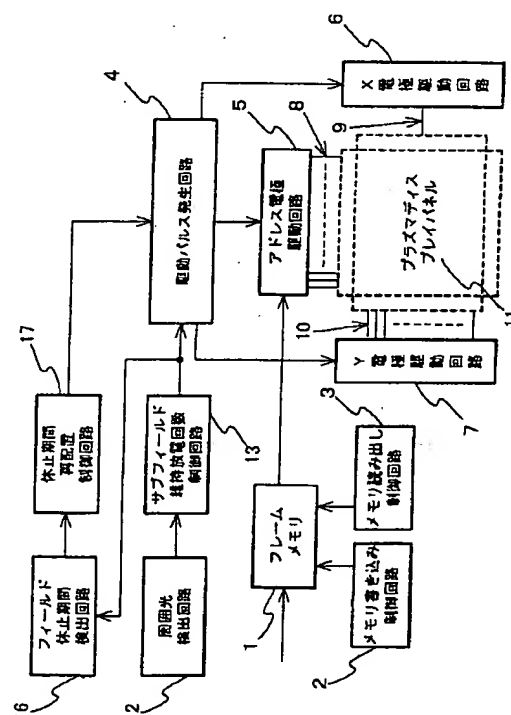 フィールド
休止期間
検出回路
6
休止期間
再配置
制御回路
17
駆動パルス発生回路
4
周囲光
検出回路
2
サブフィールド
維持放電回数
制御回路
13
アドレス電極
駆動回路
5
8
X電極駆動回路
6
9
フレーム
メモリ
1
プラズマディス
プレイパネル
11
10
Y電極駆動回路
7
メモリ書き込み
制御回路
2
メモリ読み出し
制御回路
3